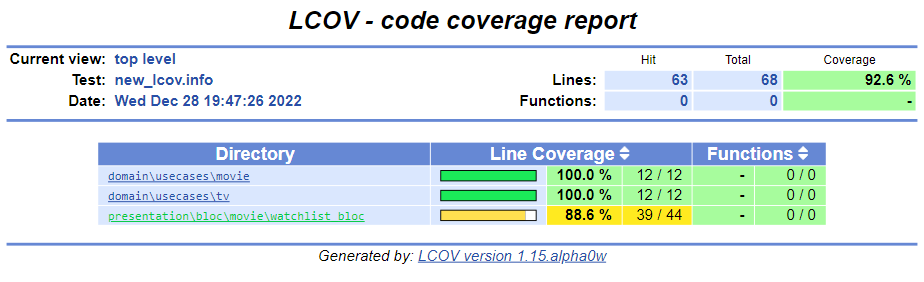 LCOV - code coverage report
Current view: top level Hit Total Coverage
Test: new_lcov.info Lines: 63 68 92.6 %
Date: Wed Dec 28 19:47:26 2022 Functions: 0 0 -
Directory Line Coverage Functions
domain\usecases\movie 100.0 % 12 / 12 - 0 / 0
domain\usecases\tv 100.0 % 12 / 12 - 0 / 0
presentation\bloc\movie\watchlist_bloc 88.6 % 39 / 44 - 0 / 0
Generated by: LCOV version 1.15.alpha0w